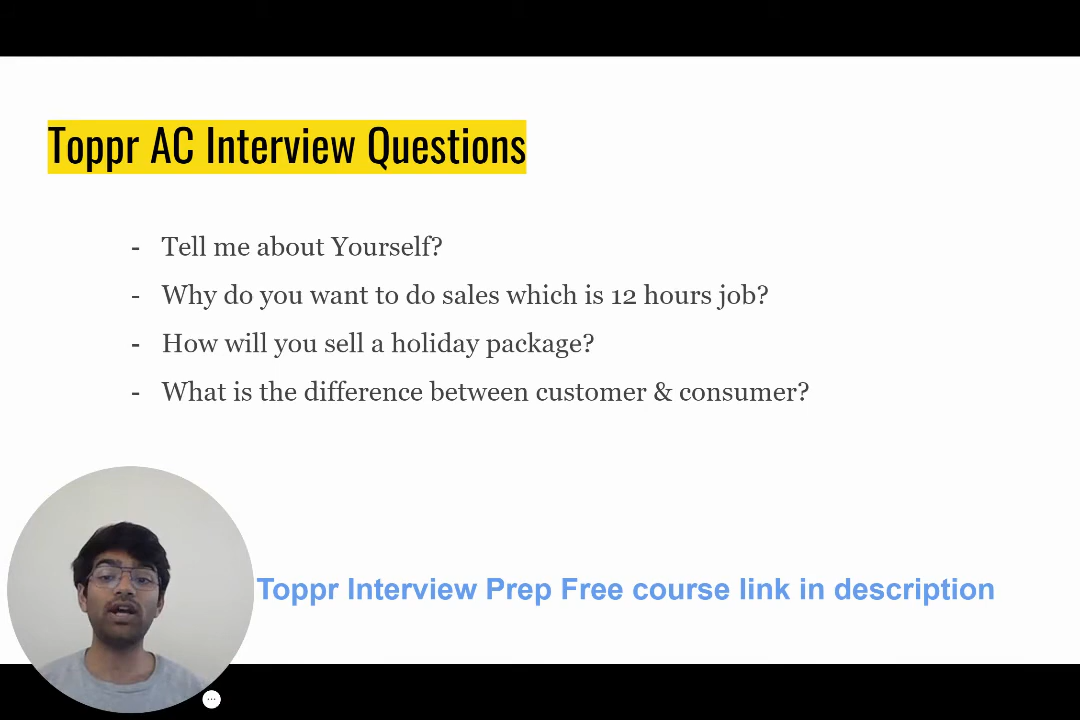 Toppr AC Interview Questions
- Tell me about Yourself?
- Why do you want to do sales which is 12 hours job?
- How will you sell a holiday package?
- What is the difference between customer & consumer?
Toppr Interview Prep Free course link in description